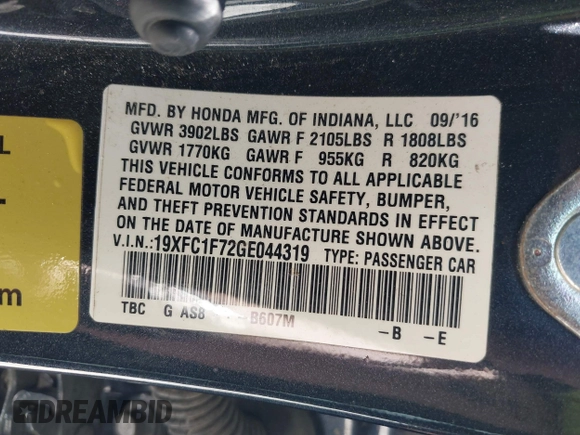 MFD. BY HONDA MFG. OF INDIANA, LLC 09/'16
GVWR 3902LBS GAWR F 2105LBS R 1808LBS
GVWR 1770KG GAWR F 955KG R 820KG
THIS VEHICLE CONFORMS TO ALL APPLICABLE
FEDERAL MOTOR VEHICLE SAFETY, BUMPER,
AND THEFT PREVENTION STANDARDS IN EFFECT
ON THE DATE OF MANUFACTURE SHOWN ABOVE.
V.I.N.:19XFC1F72GE044319 TYPE: PASSENGER CAR
TBC G AS8 -B607M -B -E
L
m
DREAMBID